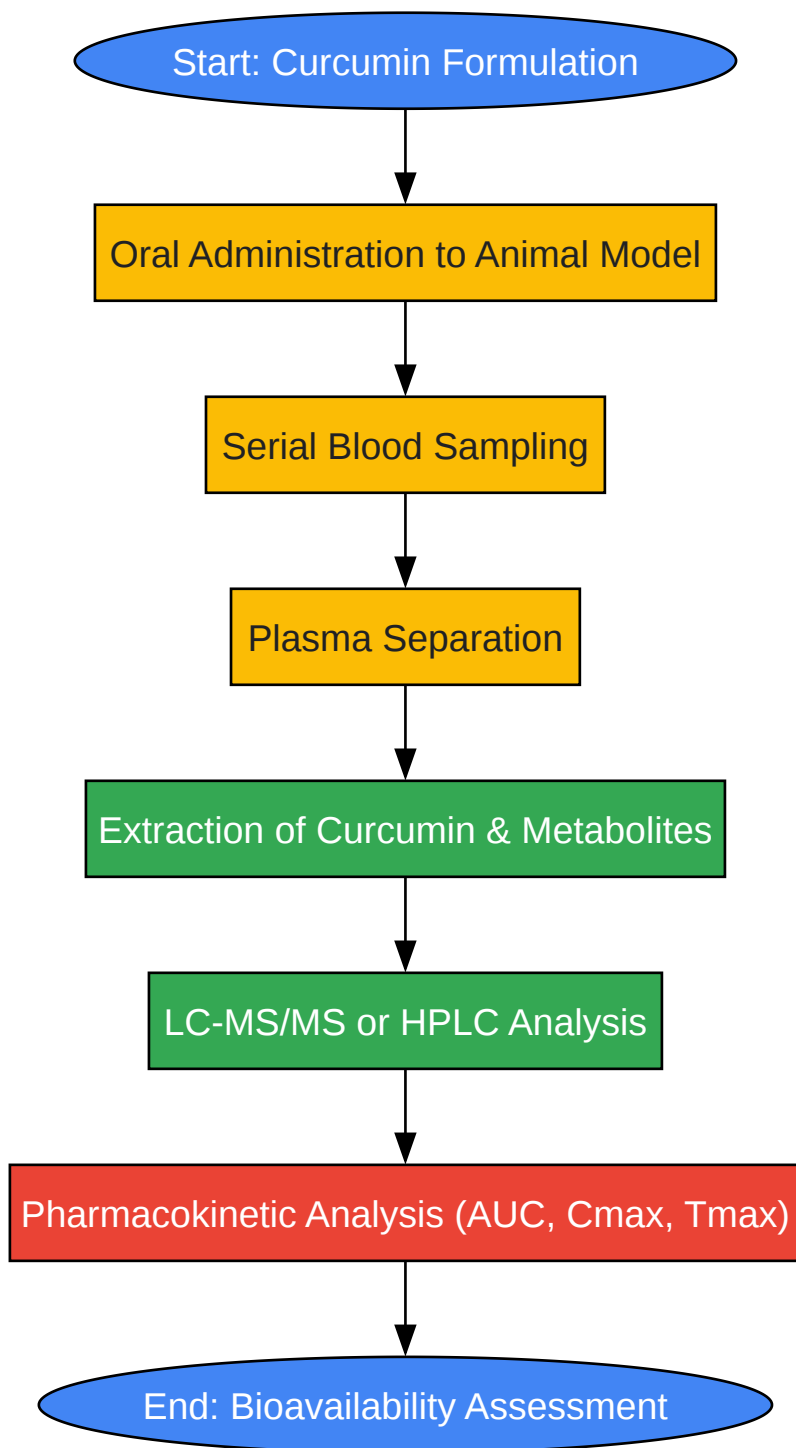 Start: Curcumin Formulation
Oral Administration to Animal Model
Serial Blood Sampling
Plasma Separation
Extraction of Curcumin & Metabolites
LC-MS/MS or HPLC Analysis
Pharmacokinetic Analysis (AUC, Cmax, Tmax)
End: Bioavailability Assessment